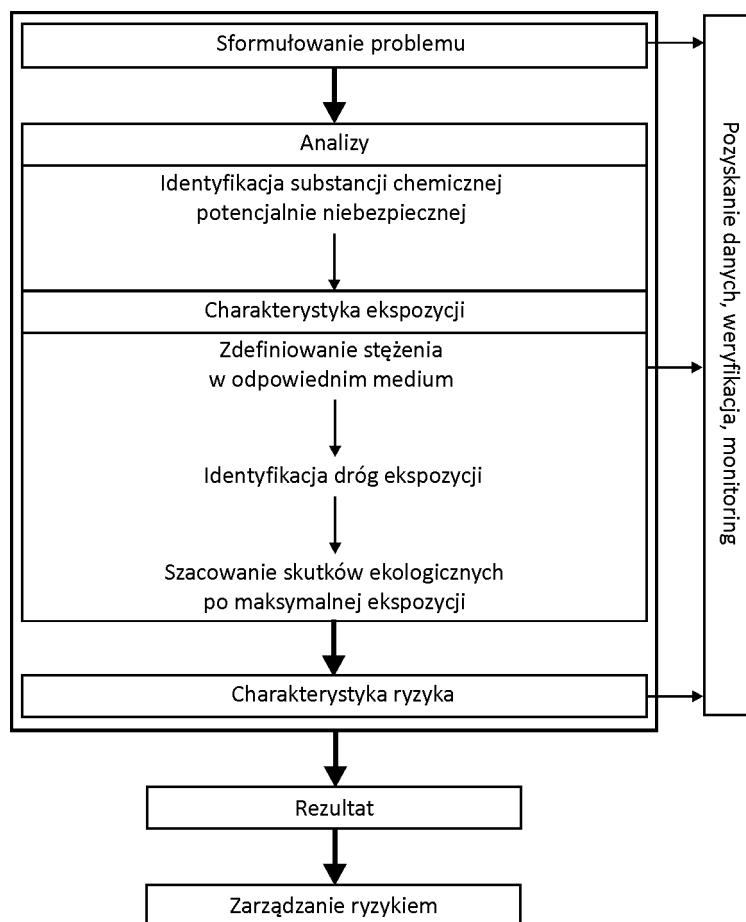 Sformułowanie problemu
Analizy
Identyfikacja substancji chemicznej
potencjalnie niebezpiecznej
Charakterystyka ekspozycji
Zdefiniowanie stężenia
w odpowiednim medium
Identyfikacja dróg ekspozycji
Szacowanie skutków ekologicznych
po maksymalnej ekspozycji
Charakterystyka ryzyka
Rezultat
Zarządzanie ryzykiem
Pozyskanie danych, weryfikacja, monitoring